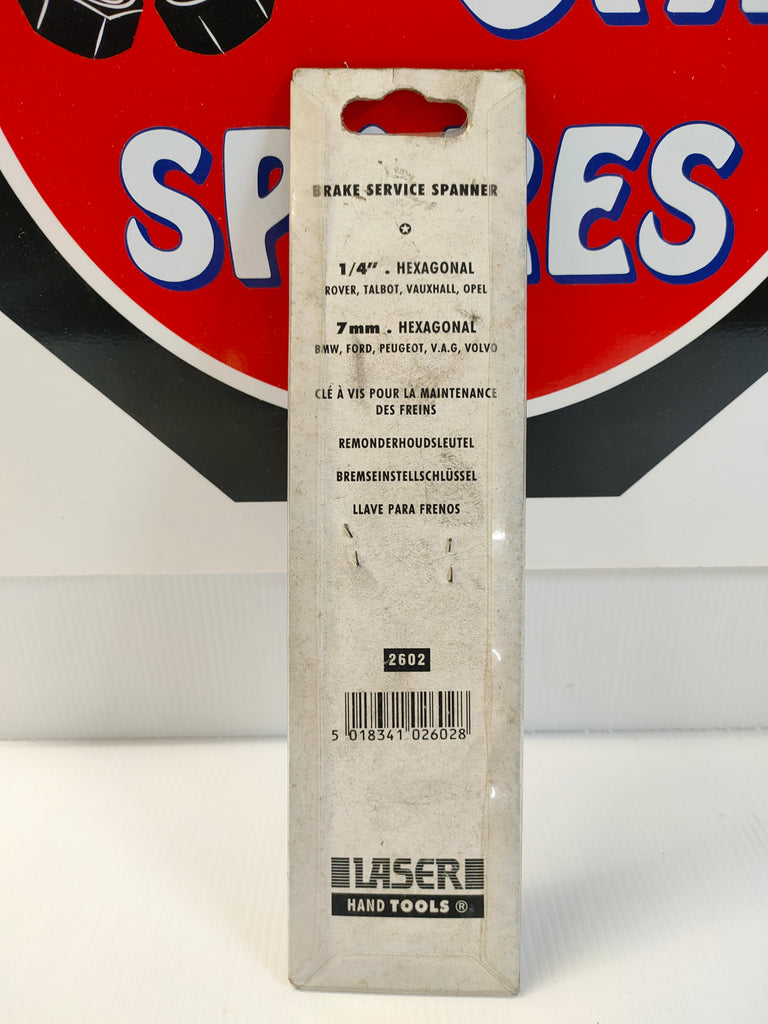 SPARES
BRAKE SERVICE SPANNER
1/4" . HEXAGONAL
ROVER, TALBOT, VAUXHALL, OPEL
7mm . HEXAGONAL
BMW, FORD, PEUGEOT, V.A.G, VOLVO
CLÉ À VIS POUR LA MAINTENANCE
DES FREINS
REMONDERHOUDSLEUTEL
BREMSEINSTELLSCHLÜSSEL
LLAVE PARA FRENOS
2602
5 018341 026028
LASER
HAND TOOLS ®